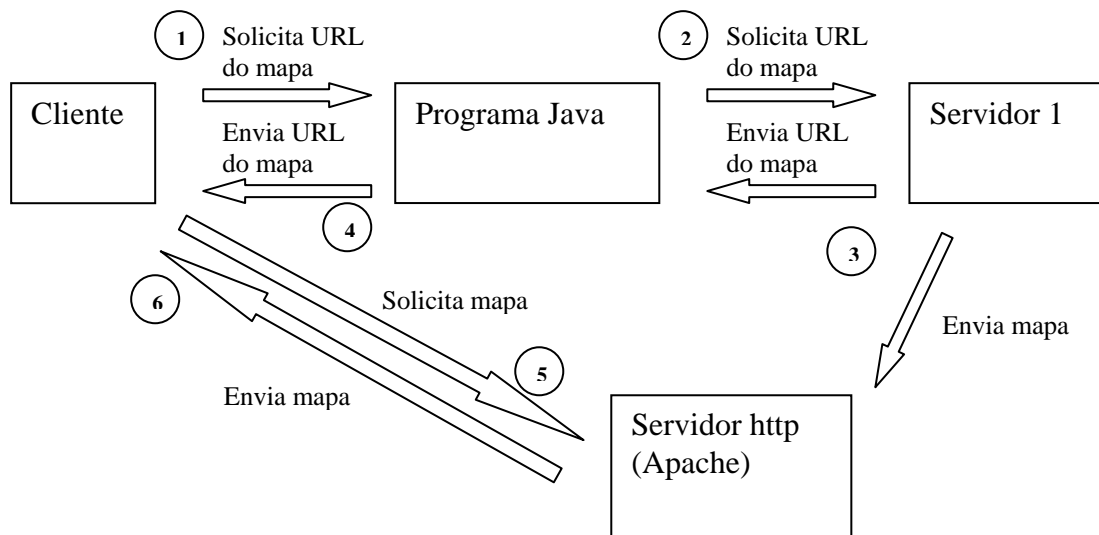 1
Solicita URL
do mapa
2
Solicita URL
do mapa
Cliente
Programa Java
Servidor 1
Envia URL
do mapa
Envia URL
do mapa
4
3
6
Solicita mapa
Envia mapa
5
Envia mapa
Servidor http
(Apache)